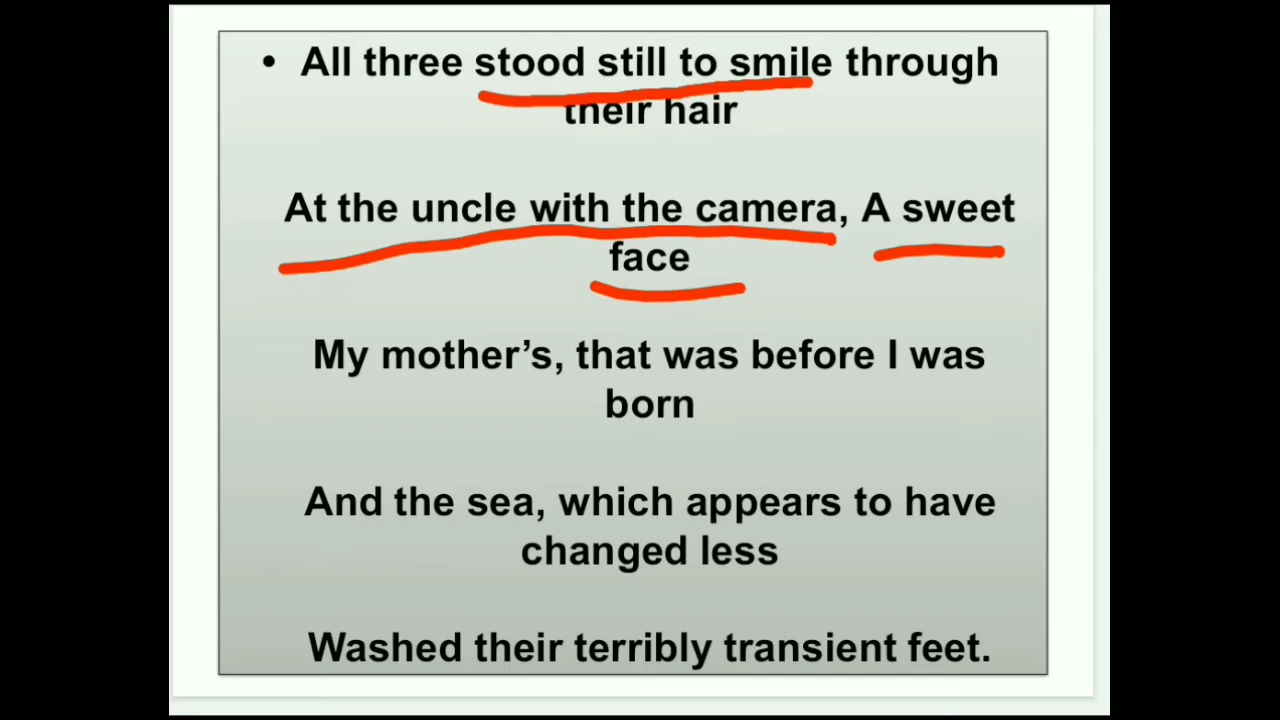 • All three stood still to smile through
their hair
At the uncle with the camera, A sweet
face
My mother’s, that was before I was
born
And the sea, which appears to have
changed less
Washed their terribly transient feet.